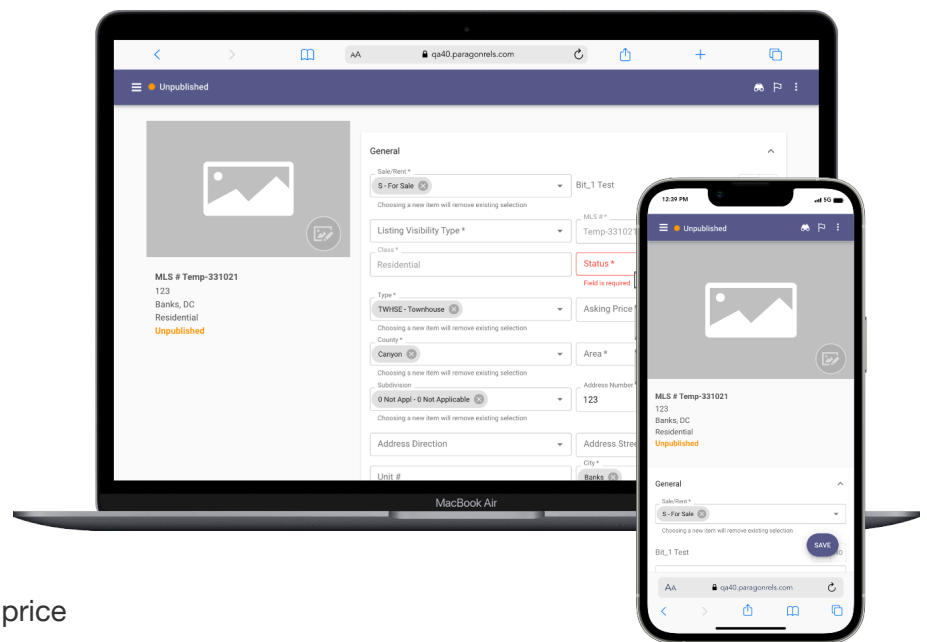 AA qa40.paragonrels.com
Unpublished
General
Sale/Rent *
S - For Sale
Bit_1 Test
Choosing a new item will remove existing selection
Listing Visibility Type *
MLS # *
Temp-331021
Class *
Residential
Status *
Field is required
MLS # Temp-331021
123
Banks, DC
Residential
Unpublished
Type *
TWHSE - Townhouse
Asking Price *
Choosing a new item will remove existing selection
County *
Canyon
Area *
Choosing a new item will remove existing selection
Subdivision
0 Not Appl - 0 Not Applicable
Address Number *
123
Choosing a new item will remove existing selection
Address Direction
Address Stree
Unit #
City *
Banks
MacBook Air
12:39 PM
5G
Unpublished
MLS # Temp-331021
123
Banks, DC
Residential
Unpublished
General
Sale/Rent *
S - For Sale
Choosing a new item will remove existing selection
Bit_1 Test
SAVE
AA qa40.paragonrels.com
price